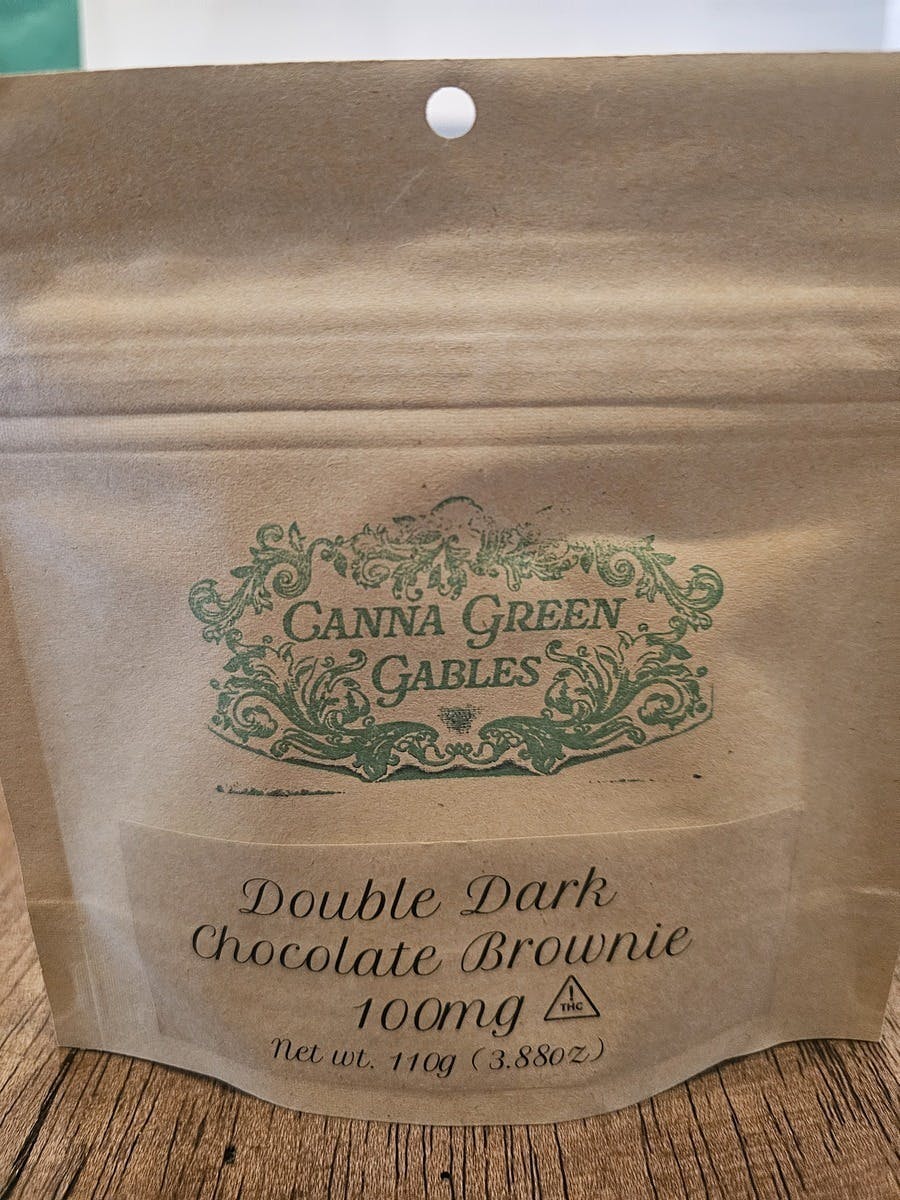 CANNA GREEN
GABLES
Double Dark
Chocolate Brownie
100mg
!
THC
Net wt. 110g (3.88oz)